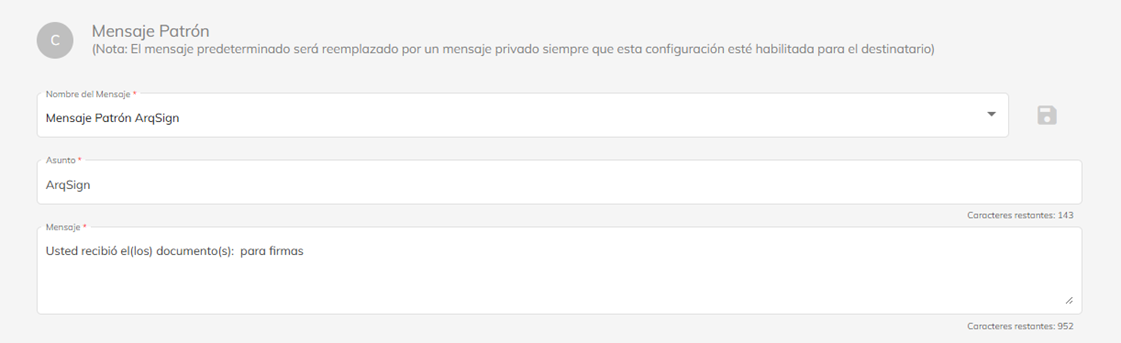 C
Mensaje Patrón
(Nota: El mensaje predeterminado será reemplazado por un mensaje privado siempre que esta configuración esté habilitada para el destinatario)
Nombre del Mensaje *
Mensaje Patrón ArqSign
Asunto *
ArqSign
Caracteres restantes: 143
Mensaje *
Usted recibió el(los) documento(s):  para firmas
Caracteres restantes: 952